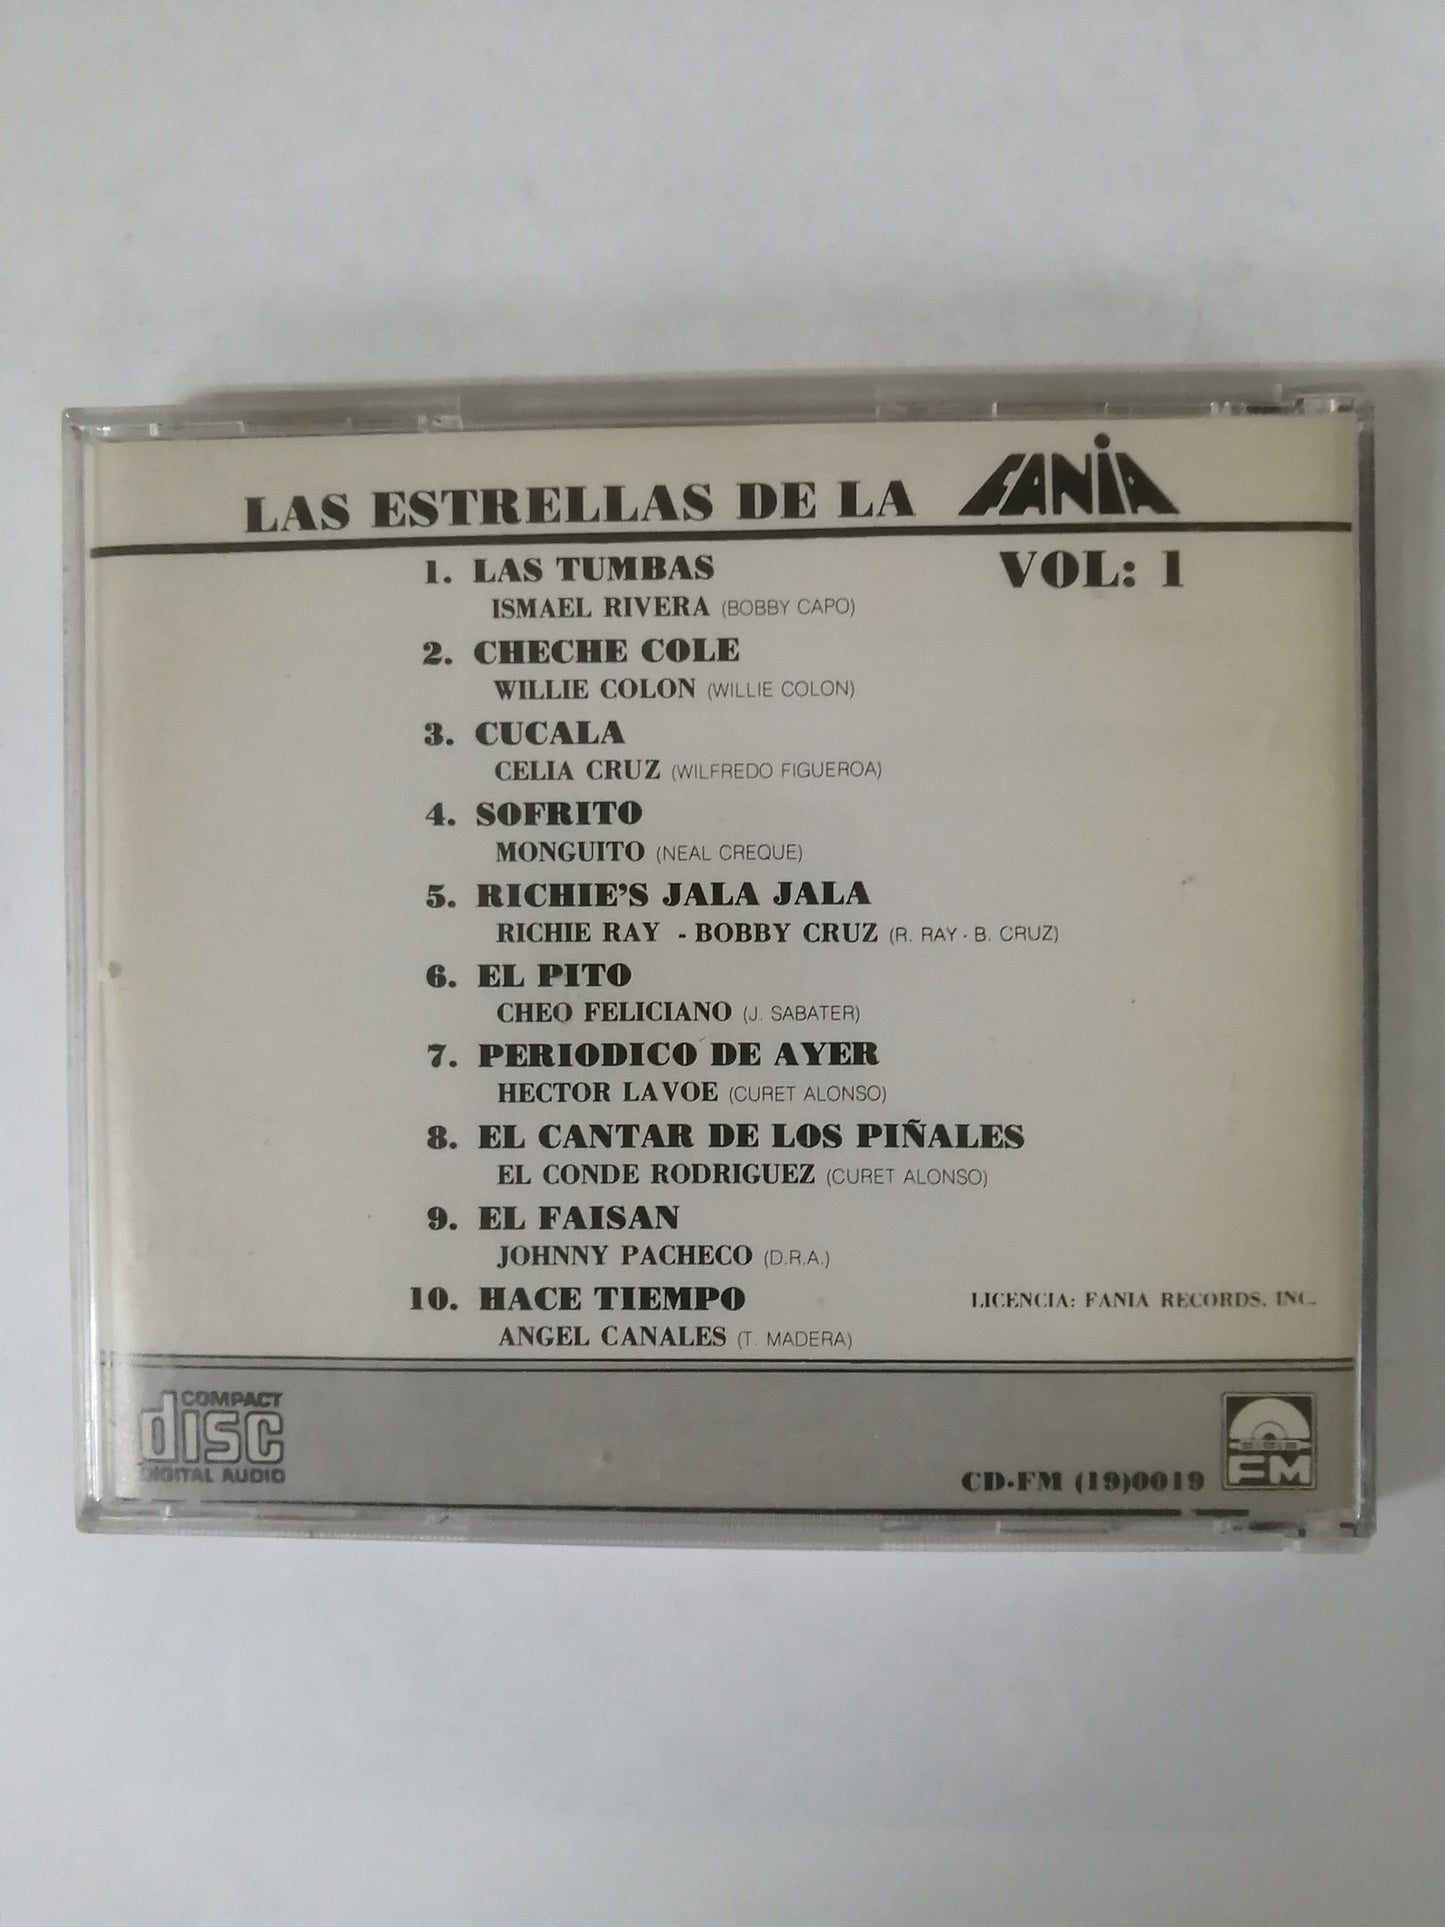 LAS ESTRELLAS DE LA FANIA
VOL: 1
1. LAS TUMBAS
ISMAEL RIVERA (BOBBY CAPO)
2. CHECHE COLE
WILLIE COLON (WILLIE COLON)
3. CUCALA
CELIA CRUZ (WILFREDO FIGUEROA)
4. SOFRITO
MONGUITO (NEAL CREQUE)
5. RICHIE'S JALA JALA
RICHIE RAY - BOBBY CRUZ (R. RAY - B. CRUZ)
6. EL PITO
CHEO FELICIANO (J. SABATER)
7. PERIODICO DE AYER
HECTOR LAVOE (CURET ALONSO)
8. EL CANTAR DE LOS PIÑALES
EL CONDE RODRIGUEZ (CURET ALONSO)
9. EL FAISAN
JOHNNY PACHECO (D.R.A.)
10. HACE TIEMPO
ANGEL CANALES (T. MADERA)
LICENCIA: FANIA RECORDS. INC.
COMPACT
disc
DIGITAL AUDIO
CD-FM (19)0019
FM